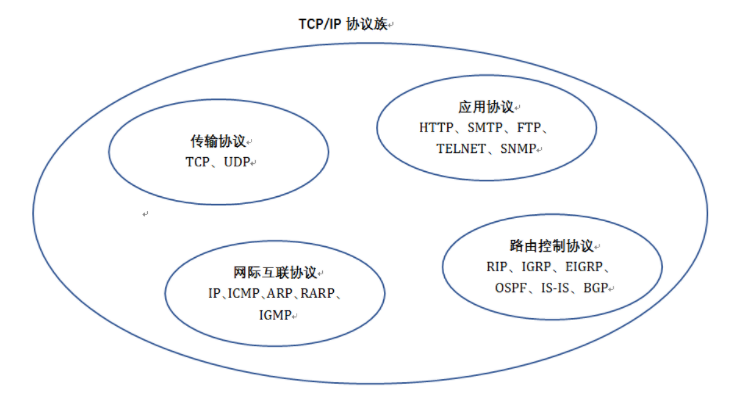 TCP/IP 协议族
应用协议
HTTP、SMTP、FTP、
TELNET、SNMP
传输协议
TCP、UDP
路由控制协议
RIP、IGRP、EIGRP、
OSPF、IS-IS、BGP
网际互联协议
IP、ICMP、ARP、RARP、
IGMP